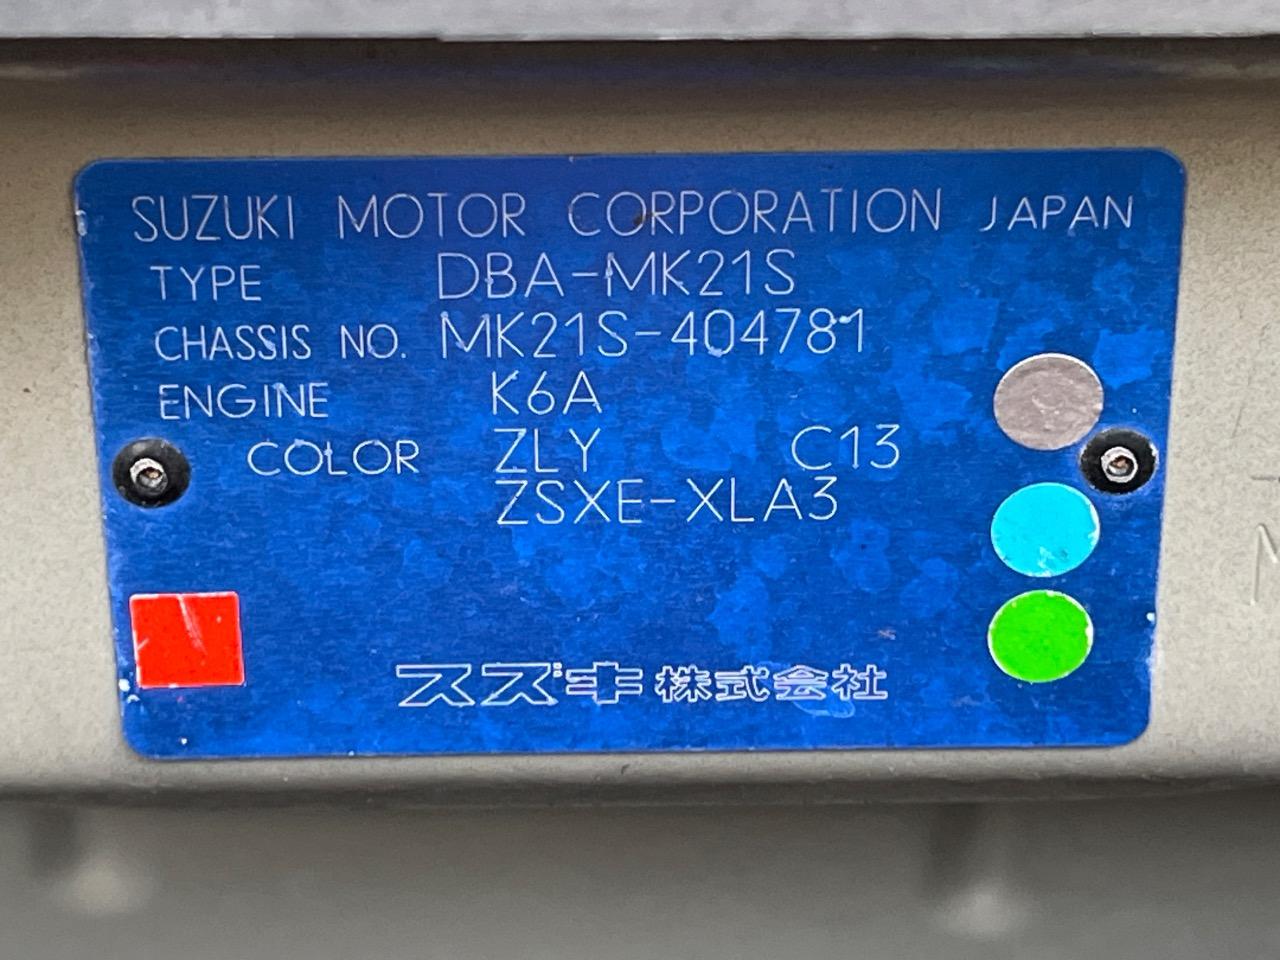 SUZUKI MOTOR CORPORATION JAPAN
TYPE DBA-MK21S
CHASSIS NO. MK21S-404781
ENGINE K6A
COLOR ZLY C13
ZSXE-XLA3
スズキ株式会社